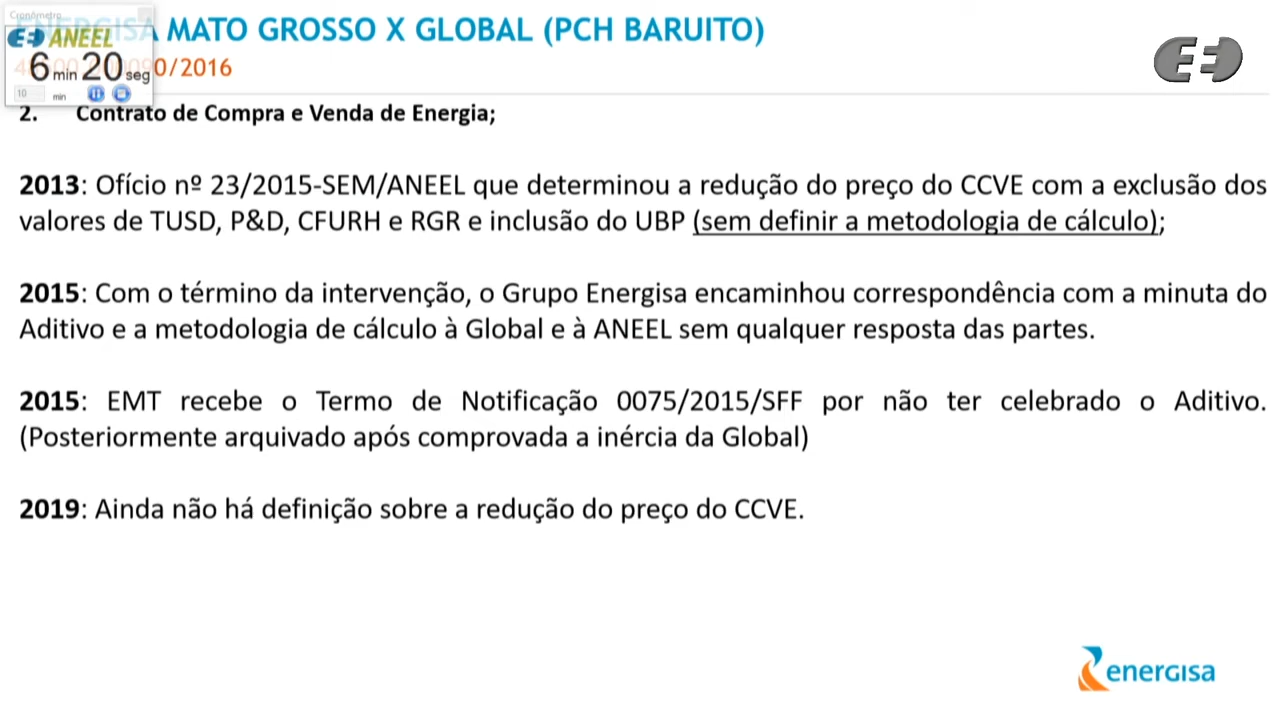 Cronômetro
ANEEL
6 min 20 seg
10 min
ENERGISA MATO GROSSO X GLOBAL (PCH BARUITO)
0/2016
2. Contrato de Compra e Venda de Energia;
2013: Ofício nº 23/2015-SEM/ANEEL que determinou a redução do preço do CCVE com a exclusão dos
valores de TUSD, P&D, CFURH e RGR e inclusão do UBP (sem definir a metodologia de cálculo);
2015: Com o término da intervenção, o Grupo Energisa encaminhou correspondência com a minuta do
Aditivo e a metodologia de cálculo à Global e à ANEEL sem qualquer resposta das partes.
2015: EMT recebe o Termo de Notificação 0075/2015/SFF por não ter celebrado o Aditivo.
(Posteriormente arquivado após comprovada a inércia da Global)
2019: Ainda não há definição sobre a redução do preço do CCVE.
energisa